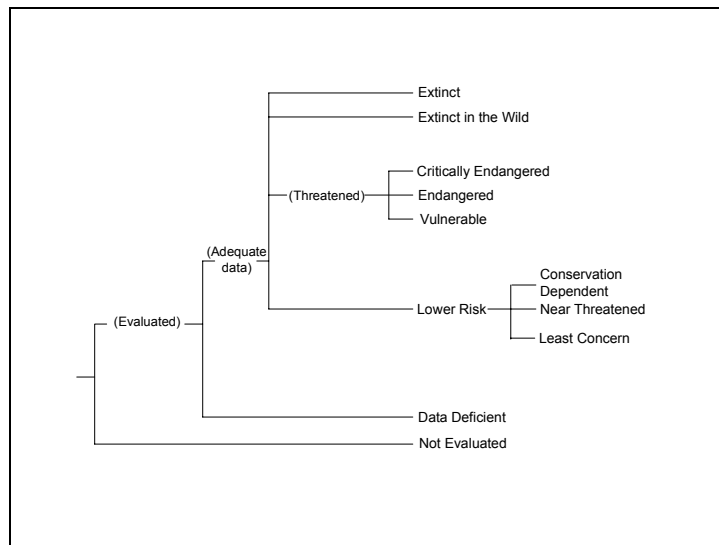 Extinct
Extinct in the Wild
Critically Endangered
(Threatened)
Endangered
Vulnerable
(Adequate
data)
Conservation
Dependent
Lower Risk
Near Threatened
(Evaluated)
Least Concern
Data Deficient
Not Evaluated